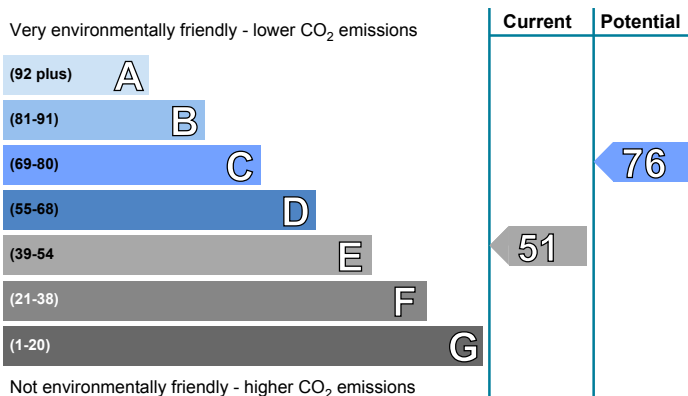 Very environmentally friendly - lower CO₂ emissions
Current
Potential
(92 plus) A
(81-91) B
(69-80) C
76
(55-68) D
(39-54 E
51
(21-38) F
(1-20) G
Not environmentally friendly - higher CO₂ emissions